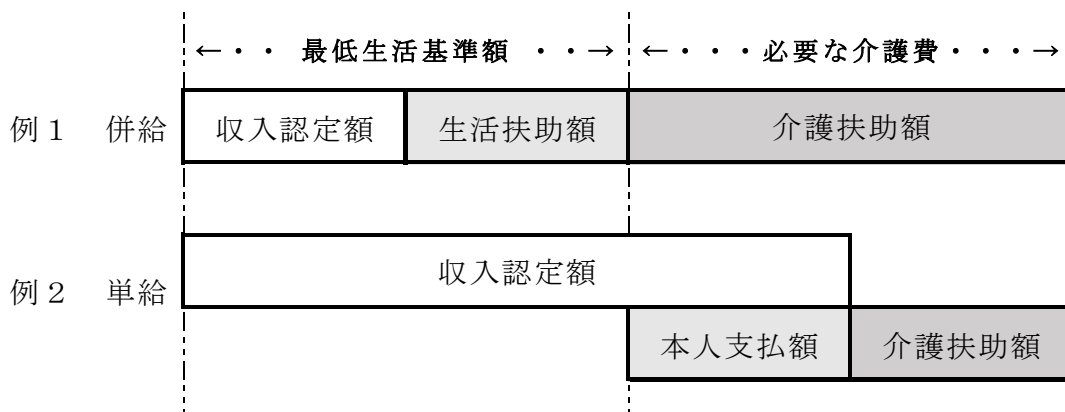 ←・・ 最低生活基準額 ・・→ ←・・・必要な介護費・・・→
例１ 併給 収入認定額 生活扶助額 介護扶助額
例２ 単給 収入認定額
本人支払額 介護扶助額